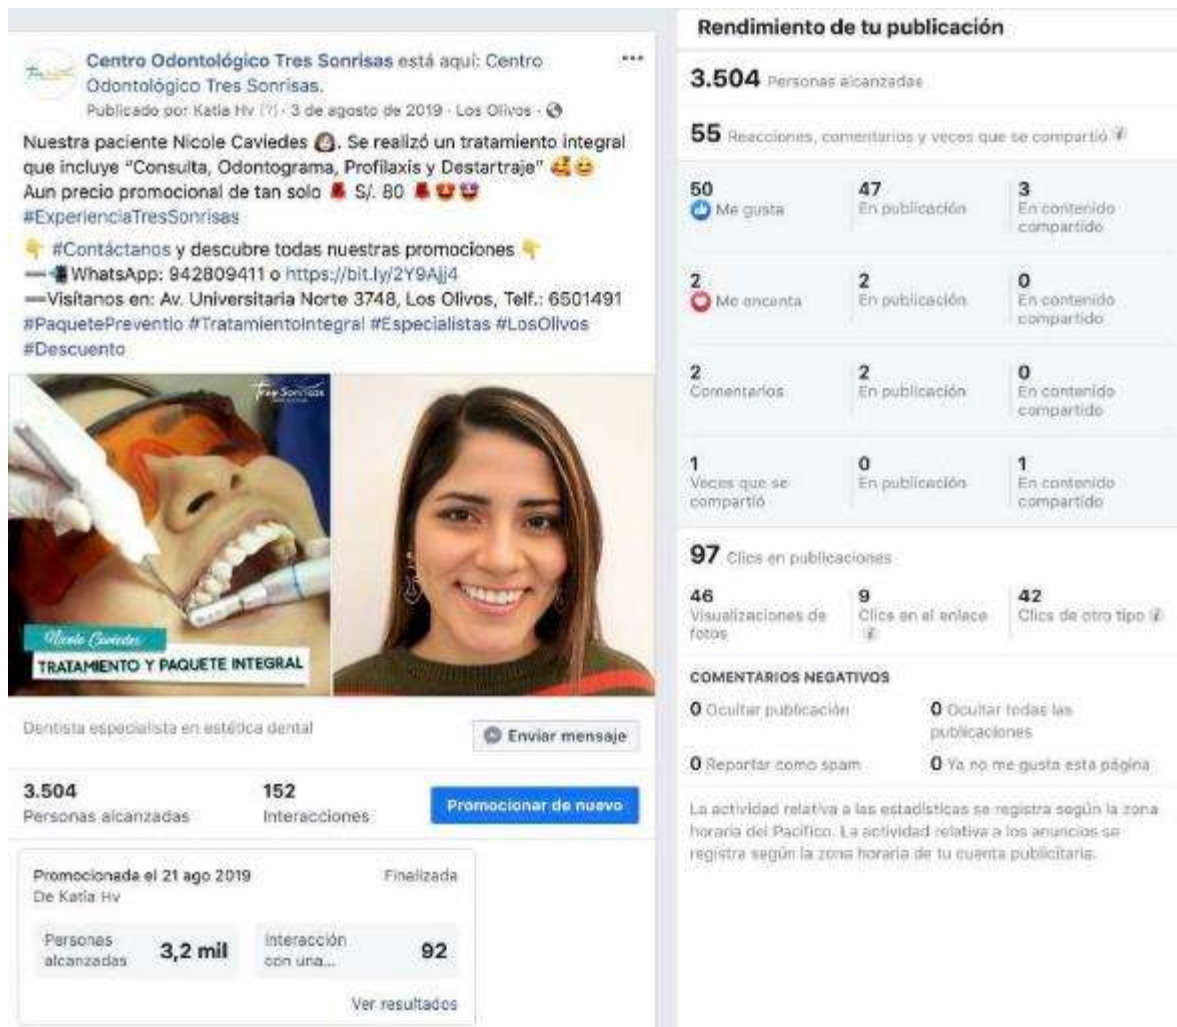 Centro Odontológico Tres Sonrisas está aquí: Centro
Odontológico Tres Sonrisas.
Publicado por Katia Hv [?] · 3 de agosto de 2019 · Los Olivos ·
Nuestra paciente Nicole Caviedes 👩🏻. Se realizó un tratamiento integral
que incluye "Consulta, Odontograma, Profilaxis y Destartraje" 🥰😆
Aun precio promocional de tan solo S/. 80
#ExperienciaTresSonrisas
👇 #Contáctanos y descubre todas nuestras promociones 👇
➖📲WhatsApp: 942809411 o https://bit.ly/2Y9Ajj4
➖Visítanos en: Av. Universitaria Norte 3748, Los Olivos, Telf.: 6501491
#PaquetePreventio #TratamientoIntegral #Especialistas #LosOlivos
#Descuento
Tres Sonrisas
Nicole Caviedes
TRATAMIENTO Y PAQUETE INTEGRAL
Dentista especialista en estética dental
Enviar mensaje
3.504
Personas alcanzadas
152
Interacciones
Promocionar de nuevo
Promocionada el 21 ago 2019
Finalizada
De Katia Hv
Personas
alcanzadas
3,2 mil
Interacción
con una...
92
Ver resultados
Rendimiento de tu publicación
3.504 Personas alcanzadas
55 Reacciones, comentarios y veces que se compartió
50
Me gusta
47
En publicación
3
En contenido
compartido
2
Me encanta
2
En publicación
0
En contenido
compartido
2
Comentarios
2
En publicación
0
En contenido
compartido
1
Veces que se
compartió
0
En publicación
1
En contenido
compartido
97 Clics en publicaciones
46
Visualizaciones de
fotos
9
Clics en el enlace
42
Clics de otro tipo
COMENTARIOS NEGATIVOS
0 Ocultar publicación
0 Ocultar todas las
publicaciones
0 Reportar como spam
0 Ya no me gusta esta página
La actividad relativa a las estadísticas se registra según la zona
horaria del Pacífico. La actividad relativa a los anuncios se
registra según la zona horaria de tu cuenta publicitaria.